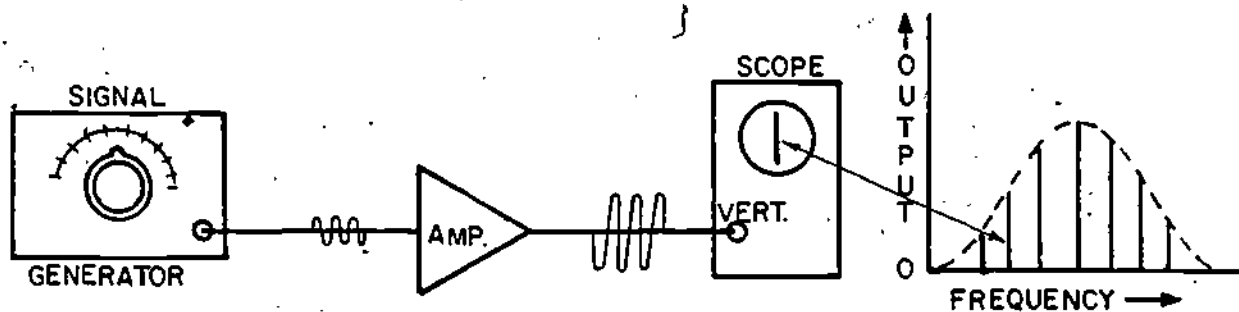 SIGNAL
GENERATOR
AMP.
SCOPE
VERT.
OUTPUT
0
FREQUENCY